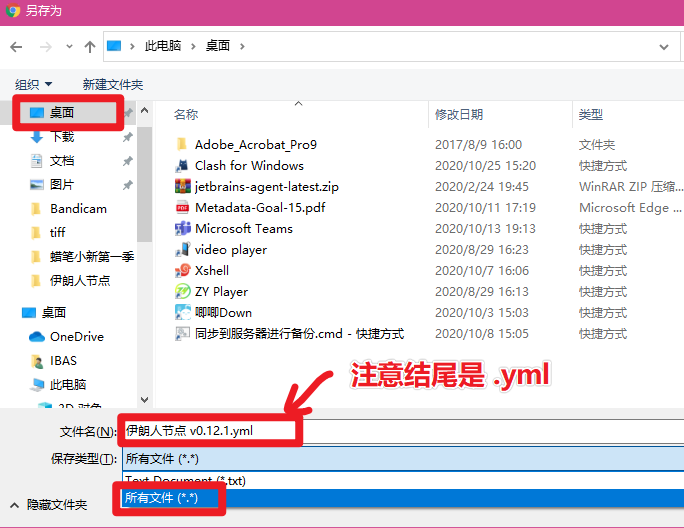 另存为
此电脑 桌面
组织 新建文件夹
桌面
下载
文档
图片
Bandicam
tiff
蜡笔小新第一季
伊朗人节点
桌面
OneDrive
IBAS
此电脑
名称 修改日期 类型
Adobe_Acrobat_Pro9 2017/8/9 16:00 文件夹
Clash for Windows 2020/10/25 15:20 快捷方式
jetbrains-agent-latest.zip 2020/2/24 19:45 WinRAR ZIP 压缩...
Metadata-Goal-15.pdf 2020/10/11 17:19 Microsoft Edge ...
Microsoft Teams 2020/10/13 19:13 快捷方式
video player 2020/8/29 16:23 快捷方式
Xshell 2020/10/7 16:06 快捷方式
ZY Player 2020/8/29 16:13 快捷方式
唧唧Down 2020/10/3 15:03 快捷方式
同步到服务器进行备份.cmd - 快捷方式 2020/10/8 15:05 快捷方式
注意结尾是 .yml
文件名(N): 伊朗人节点 v0.12.1.yml
保存类型(T): 所有文件 (*.*)
Text Document (*.txt)
所有文件 (*.*)
隐藏文件夹